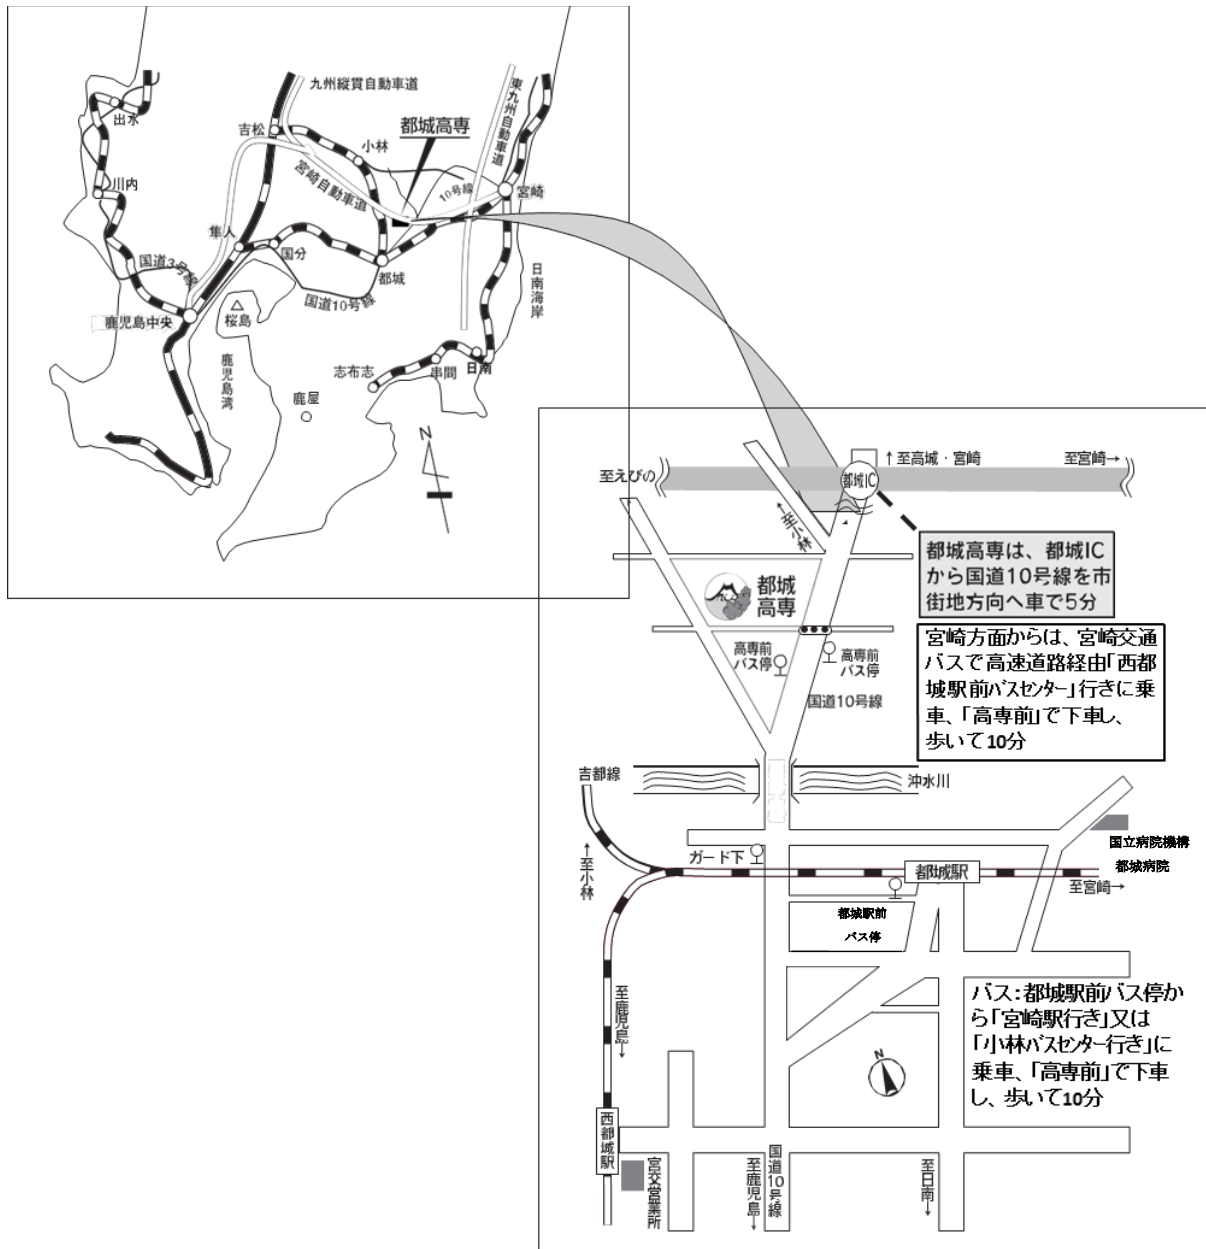 九州縦貫自動車道
東九州自動車道
出水
吉松
都城高専
小林
宮崎自動車道
10号線
宮崎
川内
隼人
国分
国道3号線
都城
国道10号線
日南海岸
鹿児島中央
桜島
鹿児島湾
志布志
串間
日南
鹿屋
N
至えびの
都城IC
↑至高城・宮崎
至宮崎→
←至小林
都城高専は、都城IC
から国道10号線を市
街地方向へ車で5分
都城
高専
宮崎方面からは、宮崎交通
バスで高速道路経由「西都
城駅前バスセンター」行きに乗
車、「高専前」で下車し、
歩いて10分
高専前
バス停
高専前
バス停
国道10号線
吉都線
沖水川
国立病院機構
都城病院
ガード下
都城駅
至宮崎→
←至小林
都城駅前
バス停
至鹿児島→
バス：都城駅前バス停か
ら「宮崎駅行き」又は
「小林バスセンター行き」に
乗車、「高専前」で下車
し、歩いて10分
N
西都城駅
宮交営業所
至鹿児島→
国道10号線
至日南→